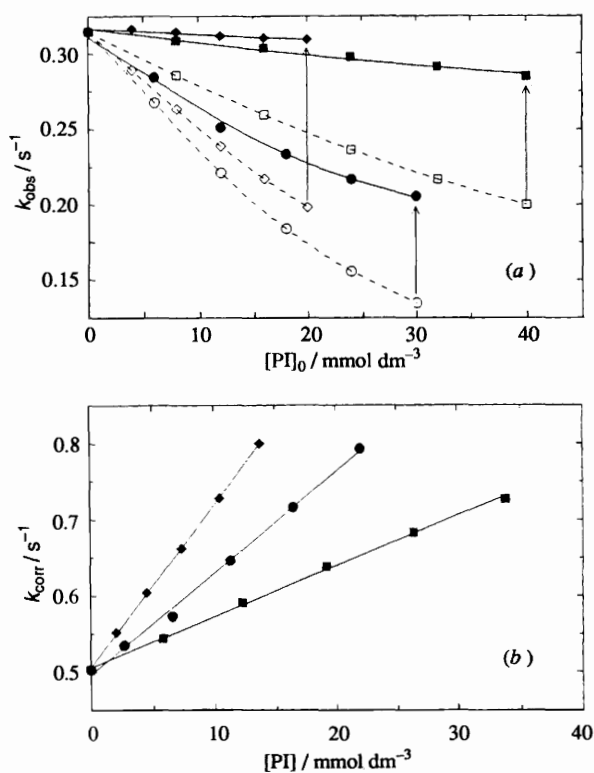 0.30
0.25
0.20
0.15
k_obs / s⁻¹
(a)
0 10 20 30 40
[PI]₀ / mmol dm⁻³
0.8
0.7
0.6
0.5
k_corr / s⁻¹
(b)
0 10 20 30 40
[PI] / mmol dm⁻³